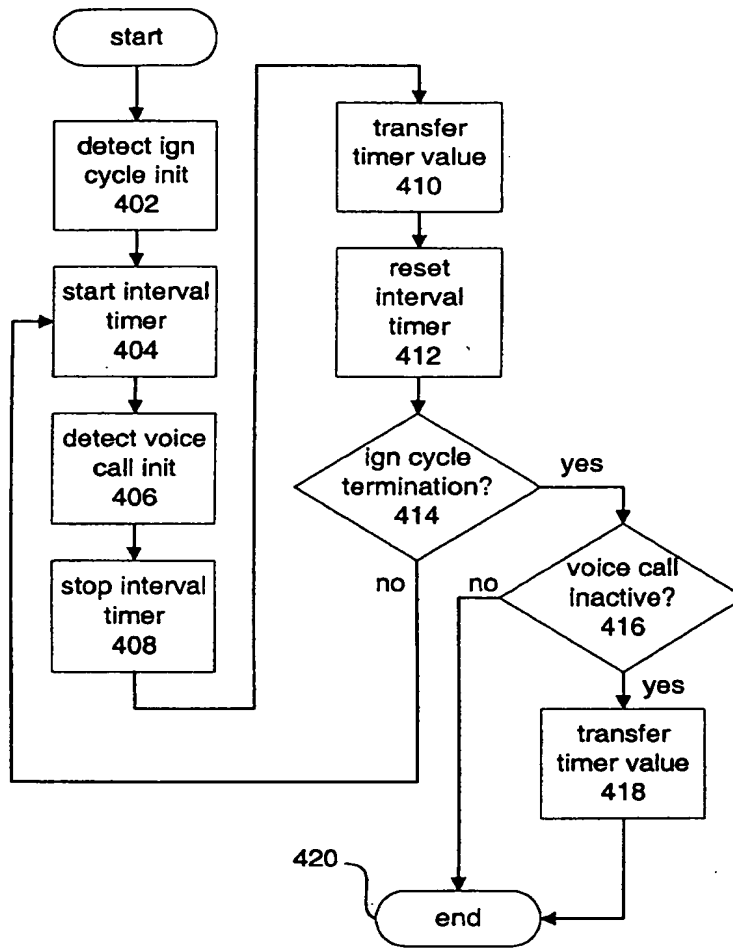 start
detect ign
cycle init
402
start interval
timer
404
detect voice
call init
406
stop interval
timer
408
transfer
timer value
410
reset
interval
timer
412
ign cycle
termination?
414
yes
no
voice call
inactive?
416
no
yes
transfer
timer value
418
420
end